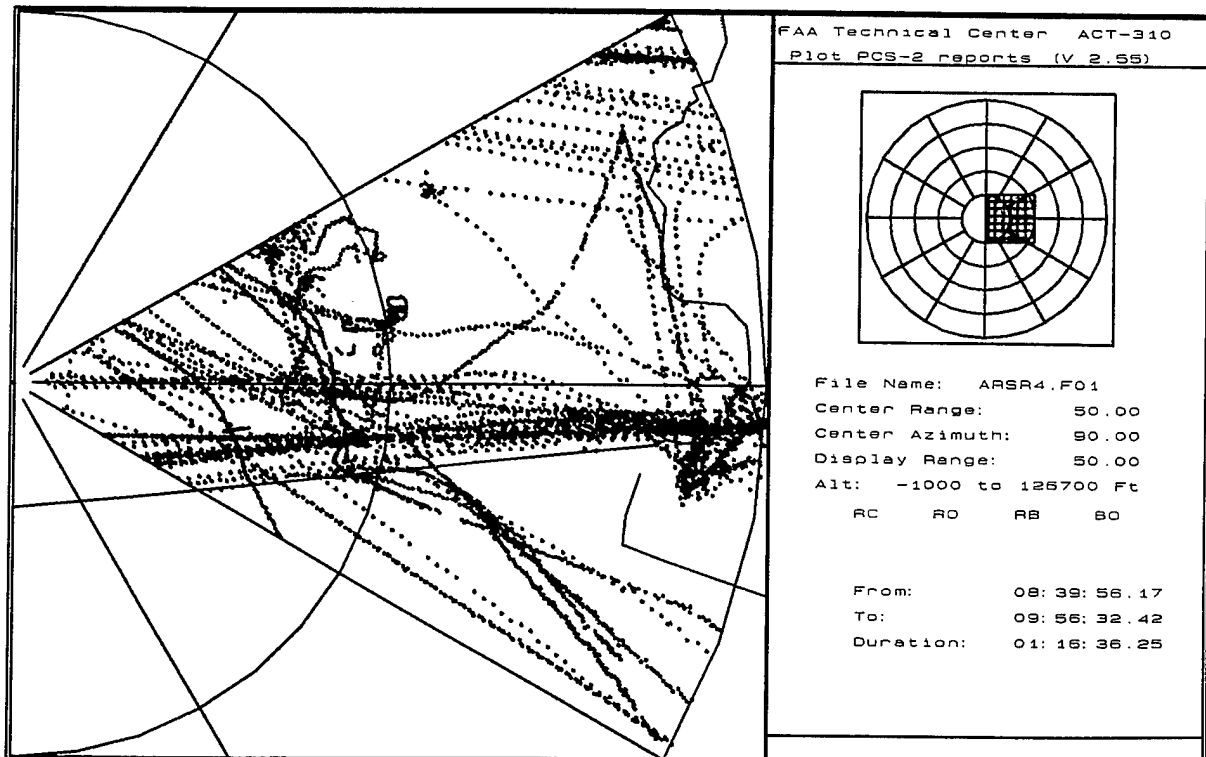 FAA Technical Center ACT-310
Plot PCS-2 reports (V 2.55)
File Name: ARSR4.F01
Center Range: 50.00
Center Azimuth: 90.00
Display Range: 50.00
Alt: -1000 to 126700 Ft
RC RO RB BO
From: 08:39:56.17
To: 09:56:32.42
Duration: 01:16:36.25